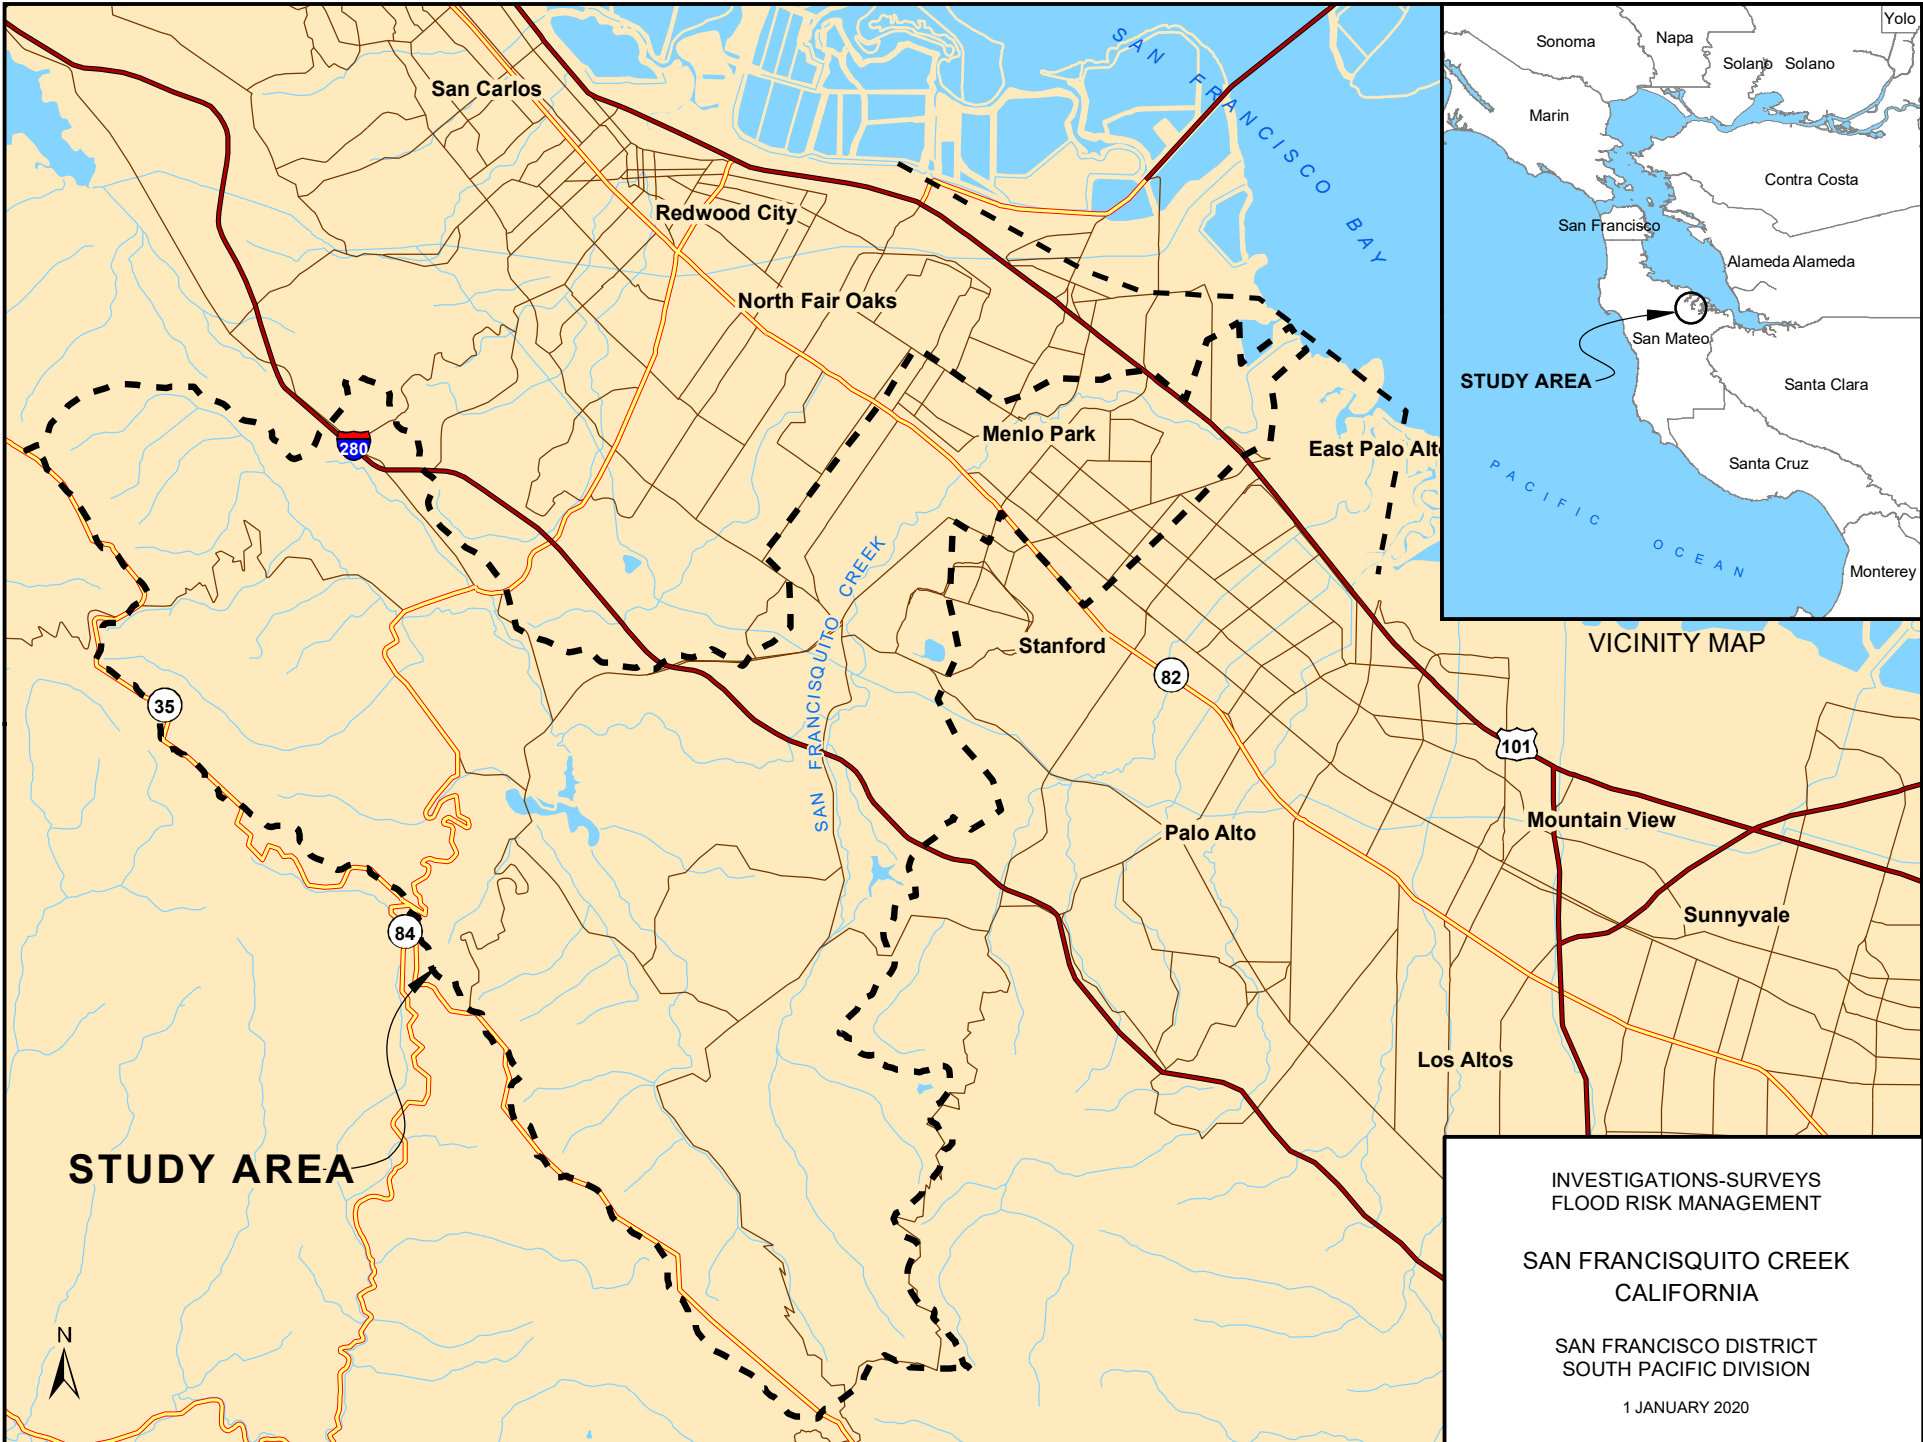 San Carlos
SAN FRANCISCO BAY
Redwood City
North Fair Oaks
280
Menlo Park
East Palo Alt
SAN FRANCISQUITO CREEK
Stanford
82
35
101
Mountain View
Palo Alto
Sunnyvale
84
Los Altos
STUDY AREA
N
Yolo
Sonoma
Napa
Solano
Solano
Marin
Contra Costa
San Francisco
Alameda
Alameda
San Mateo
STUDY AREA
Santa Clara
Santa Cruz
PACIFIC
OCEAN
Monterey
VICINITY MAP
INVESTIGATIONS-SURVEYS
FLOOD RISK MANAGEMENT
SAN FRANCISQUITO CREEK
CALIFORNIA
SAN FRANCISCO DISTRICT
SOUTH PACIFIC DIVISION
1 JANUARY 2020